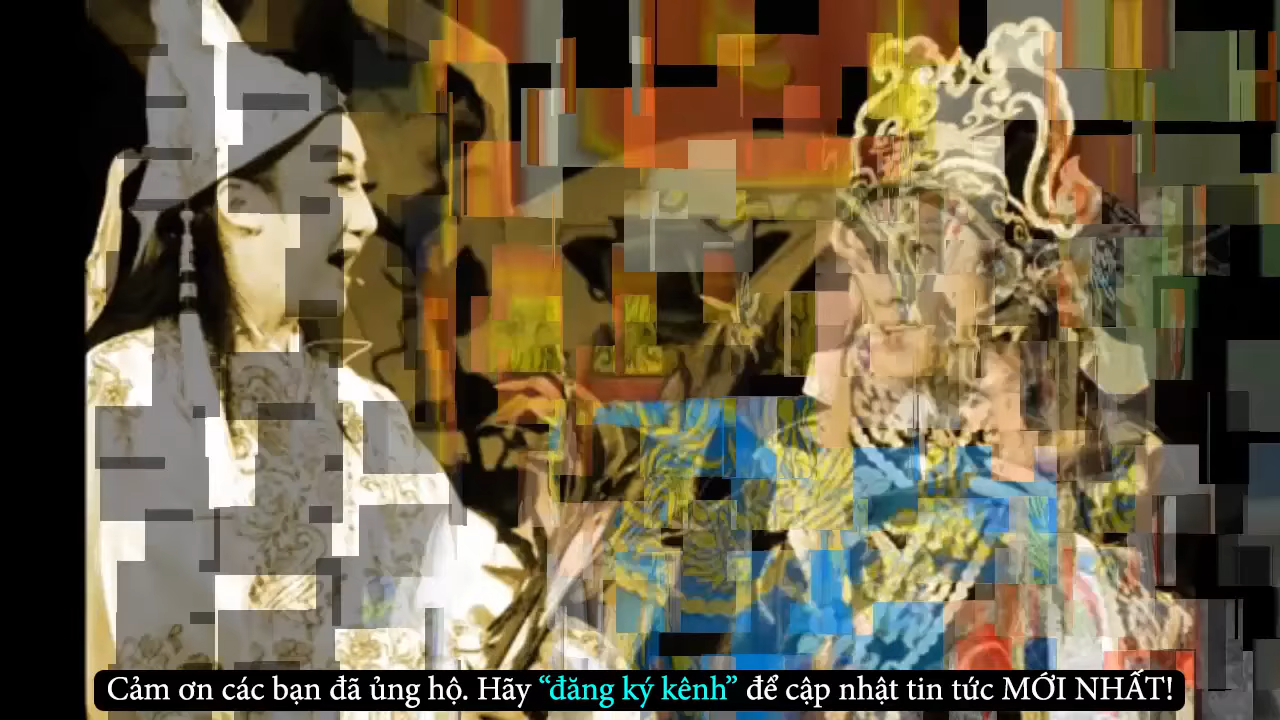 Cảm ơn các bạn đã ủng hộ. Hãy “đăng ký kênh” để cập nhật tin tức MỚI NHẤT!